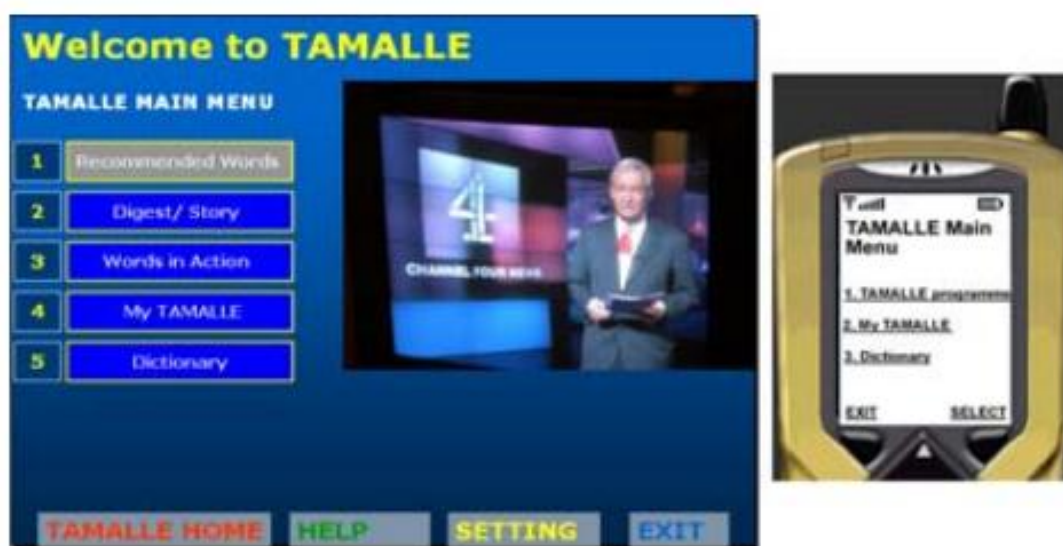 Welcome to TAMALLE
TAMALLE MAIN MENU
1 Recommended Words
2 Digest/ Story
3 Words in Action
4 My TAMALLE
5 Dictionary
4
CHANNEL FOUR NEWS
TAMALLE HOME HELP SETTING EXIT
TAMALLE Main
Menu
1. TAMALLE programme
2. My TAMALLE
3. Dictionary
EXIT SELECT